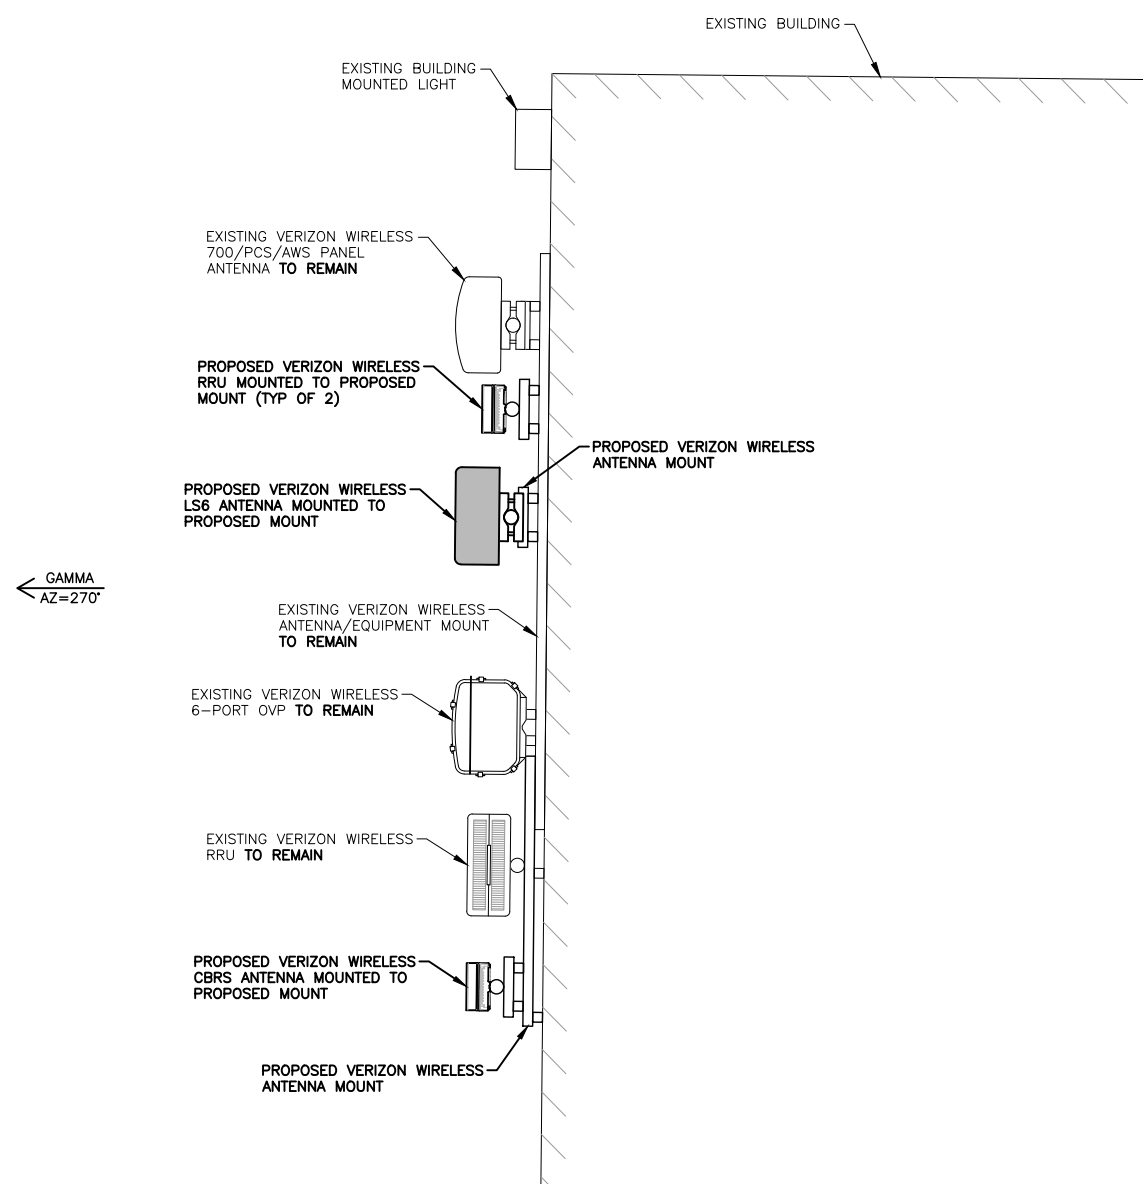 EXISTING BUILDING
EXISTING BUILDING
MOUNTED LIGHT
EXISTING VERIZON WIRELESS
700/PCS/AWS PANEL
ANTENNA TO REMAIN
PROPOSED VERIZON WIRELESS
RRU MOUNTED TO PROPOSED
MOUNT (TYP OF 2)
PROPOSED VERIZON WIRELESS
ANTENNA MOUNT
PROPOSED VERIZON WIRELESS
LS6 ANTENNA MOUNTED TO
PROPOSED MOUNT
GAMMA
AZ=270°
EXISTING VERIZON WIRELESS
ANTENNA/EQUIPMENT MOUNT
TO REMAIN
EXISTING VERIZON WIRELESS
6-PORT OVP TO REMAIN
EXISTING VERIZON WIRELESS
RRU TO REMAIN
PROPOSED VERIZON WIRELESS
CBRS ANTENNA MOUNTED TO
PROPOSED MOUNT
PROPOSED VERIZON WIRELESS
ANTENNA MOUNT